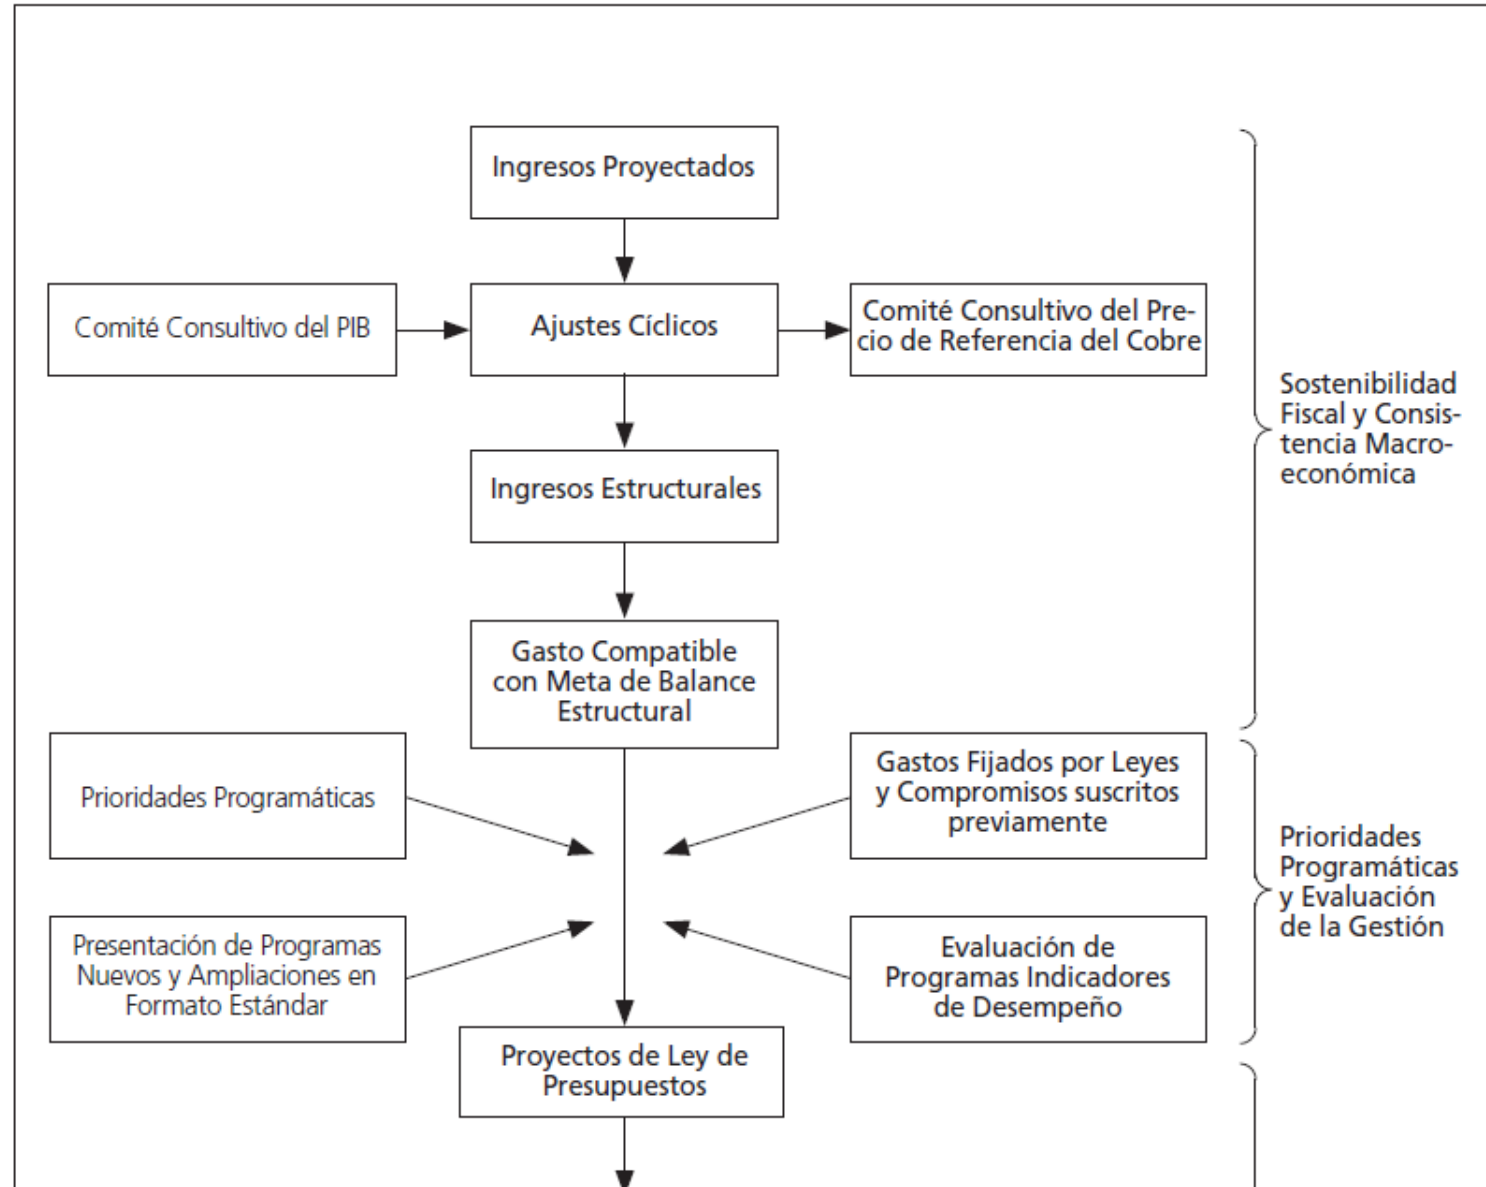 Ingresos Proyectados
Comité Consultivo del PIB
Ajustes Cíclicos
Comité Consultivo del Pre-
cio de Referencia del Cobre
Sostenibilidad
Fiscal y Consis-
tencia Macro-
económica
Ingresos Estructurales
Gasto Compatible
con Meta de Balance
Estructural
Prioridades Programáticas
Gastos Fijados por Leyes
y Compromisos suscritos
previamente
Prioridades
Programáticas
y Evaluación
de la Gestión
Presentación de Programas
Nuevos y Ampliaciones en
Formato Estándar
Evaluación de
Programas Indicadores
de Desempeño
Proyectos de Ley de
Presupuestos